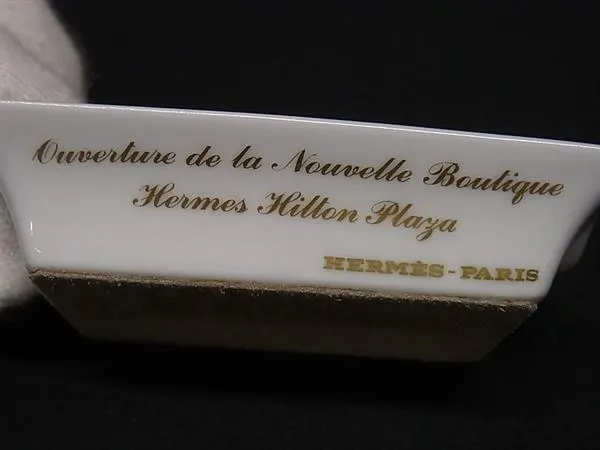 Ouverture de la Nouvelle Boutique
Hermes Hilton Plaza
HERMÈS-PARIS